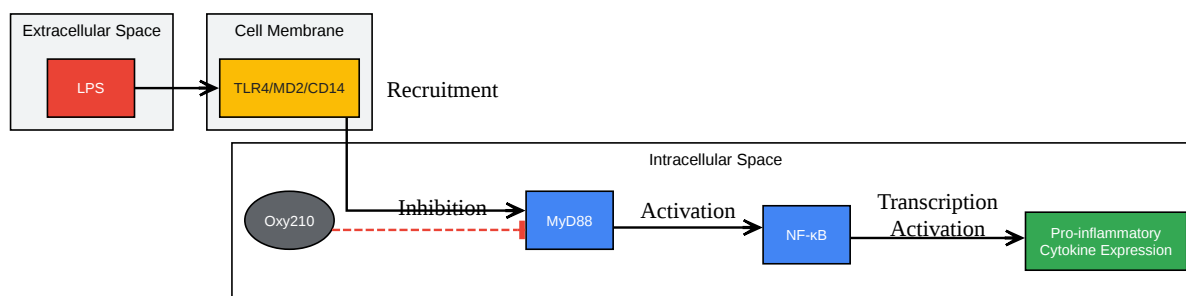 Extracellular Space
Cell Membrane
LPS
TLR4/MD2/CD14
Recruitment
Intracellular Space
Oxy210
Inhibition
MyD88
Activation
NF-κB
Transcription
Activation
Pro-inflammatory
Cytokine Expression